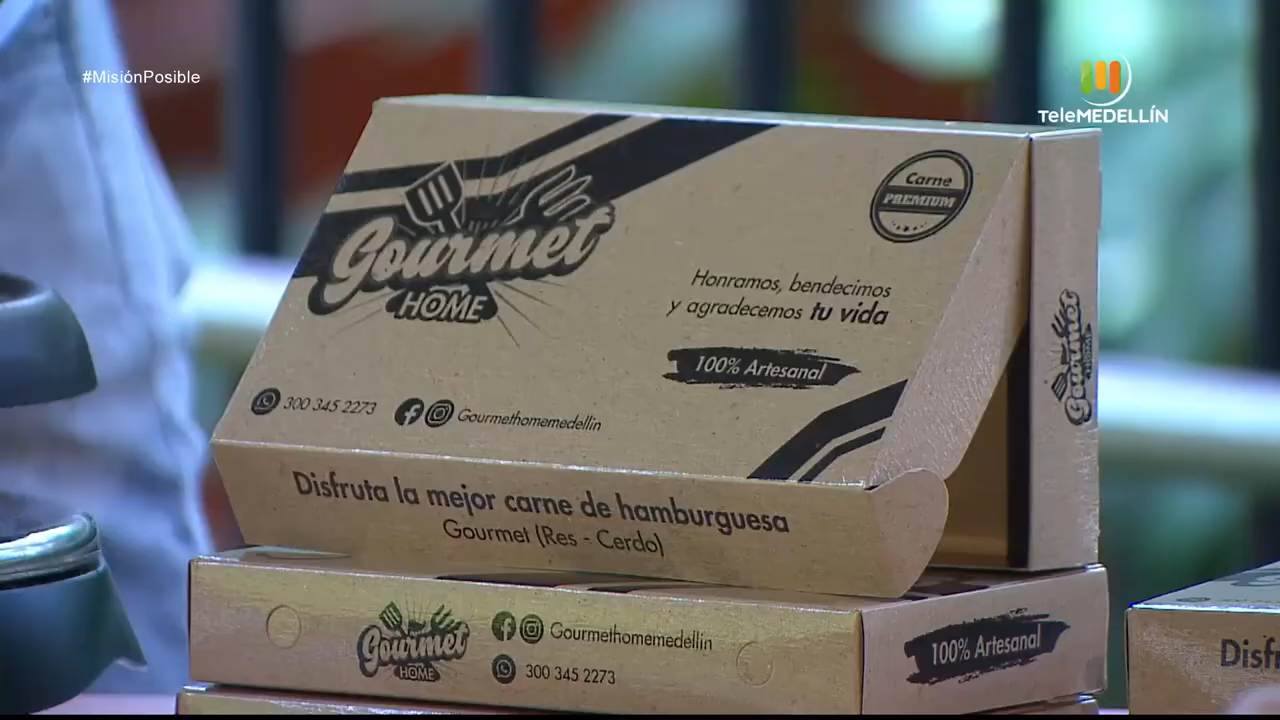 #MisiónPosible
TeleMEDELLÍN
Gourmet
HOME
Carne
PREMIUM
Honramos, bendecimos
y agradecemos tu vida
100% Artesanal
300 345 2273
Gourmethomemedellin
Disfruta la mejor carne de hamburguesa
Gourmet (Res - Cerdo)
Gourmet
HOME
Gourmet
HOME
Gourmethomemedellin
300 345 2273
100% Artesanal